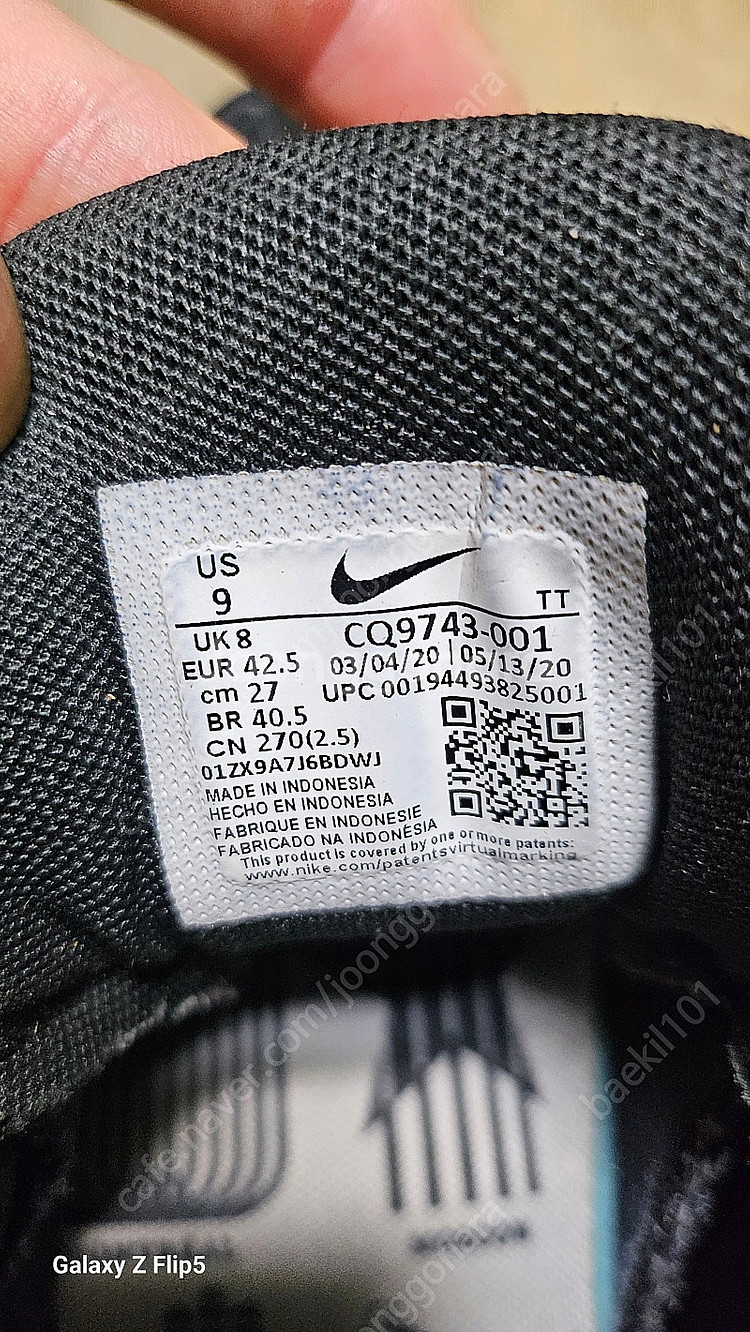 US
9
TT
UK 8
CQ9743-001
EUR 42.5
03/04/20 | 05/13/20
cm 27
UPC 00194493825001
BR 40.5
CN 270(2.5)
01ZX9A7J6BDWJ
MADE IN INDONESIA
HECHO EN INDONESIA
FABRIQUE EN INDONESIE
FABRICADO NA INDONÉSIA
This product is covered by one or more patents:
www.nike.com/patentsvirtualmarking
cafe.naver.com/joonggonara
baekil101
Galaxy Z Flip5